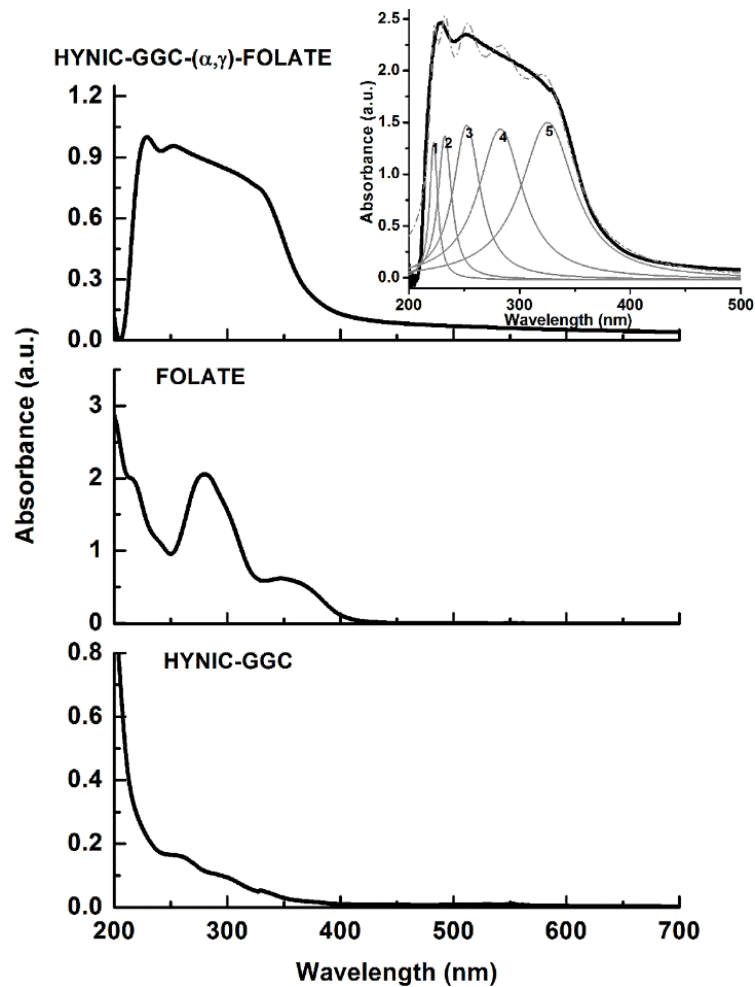 HYNIC-GGC-(α,γ)-FOLATE
1.2
0.9
0.6
0.3
0.0
2.5
2.0
1.5
1.0
0.5
0.0
Absorbance (a.u.)
1 2 3 4 5
200 300 400 500
Wavelength (nm)
FOLATE
3
2
1
0
Absorbance (a.u.)
HYNIC-GGC
0.8
0.6
0.4
0.2
0.0
200 300 400 500 600 700
Wavelength (nm)